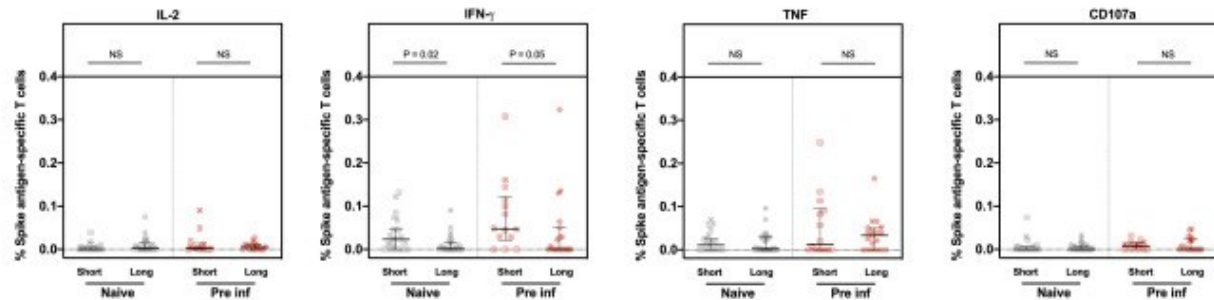 IL-2
NS
NS
% Spike antigen-specific T cells
0.4
0.3
0.2
0.1
0.0
Short Long Short Long
Naive Pre inf
IFN-γ
P = 0.02
P = 0.05
% Spike antigen-specific T cells
0.4
0.3
0.2
0.1
0.0
Short Long Short Long
Naive Pre inf
TNF
NS
NS
% Spike antigen-specific T cells
0.4
0.3
0.2
0.1
0.0
Short Long Short Long
Naive Pre inf
CD107a
NS
NS
% Spike antigen-specific T cells
0.4
0.3
0.2
0.1
0.0
Short Long Short Long
Naive Pre inf